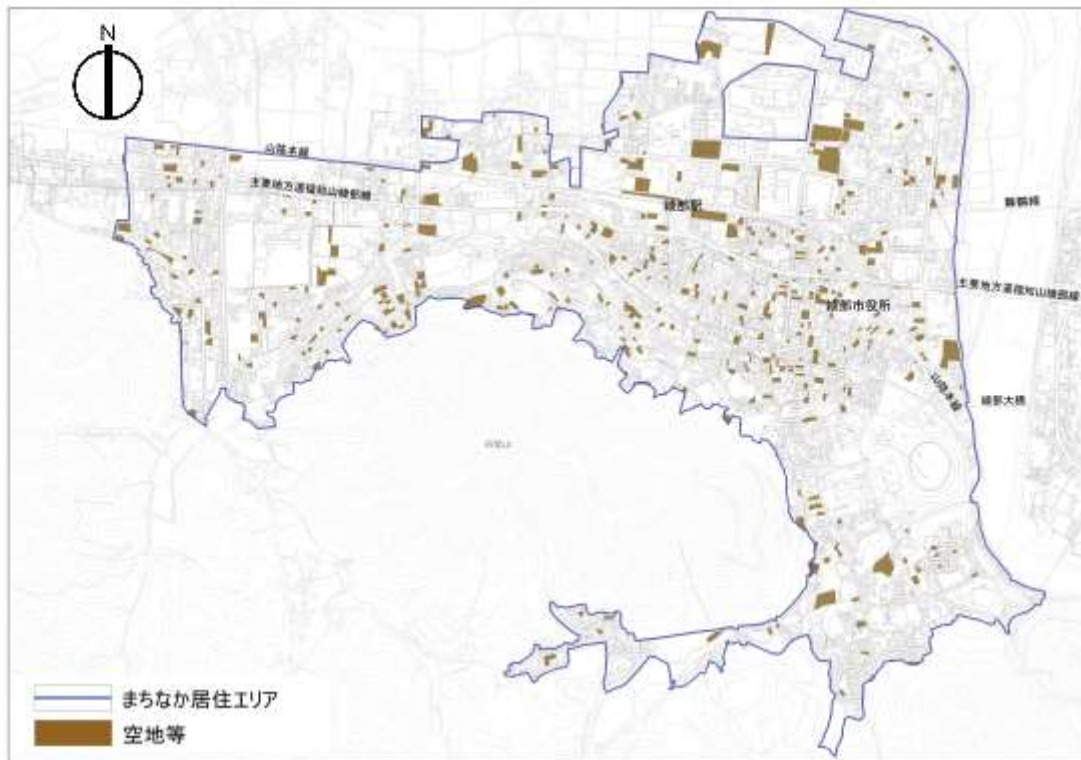 N
山陰本線
主要地方道福知山綾部線
綾部駅
舞鶴線
主要地方道福知山綾部線
綾部市役所
山陰本線
綾部大橋
まちなか居住エリア
空地等